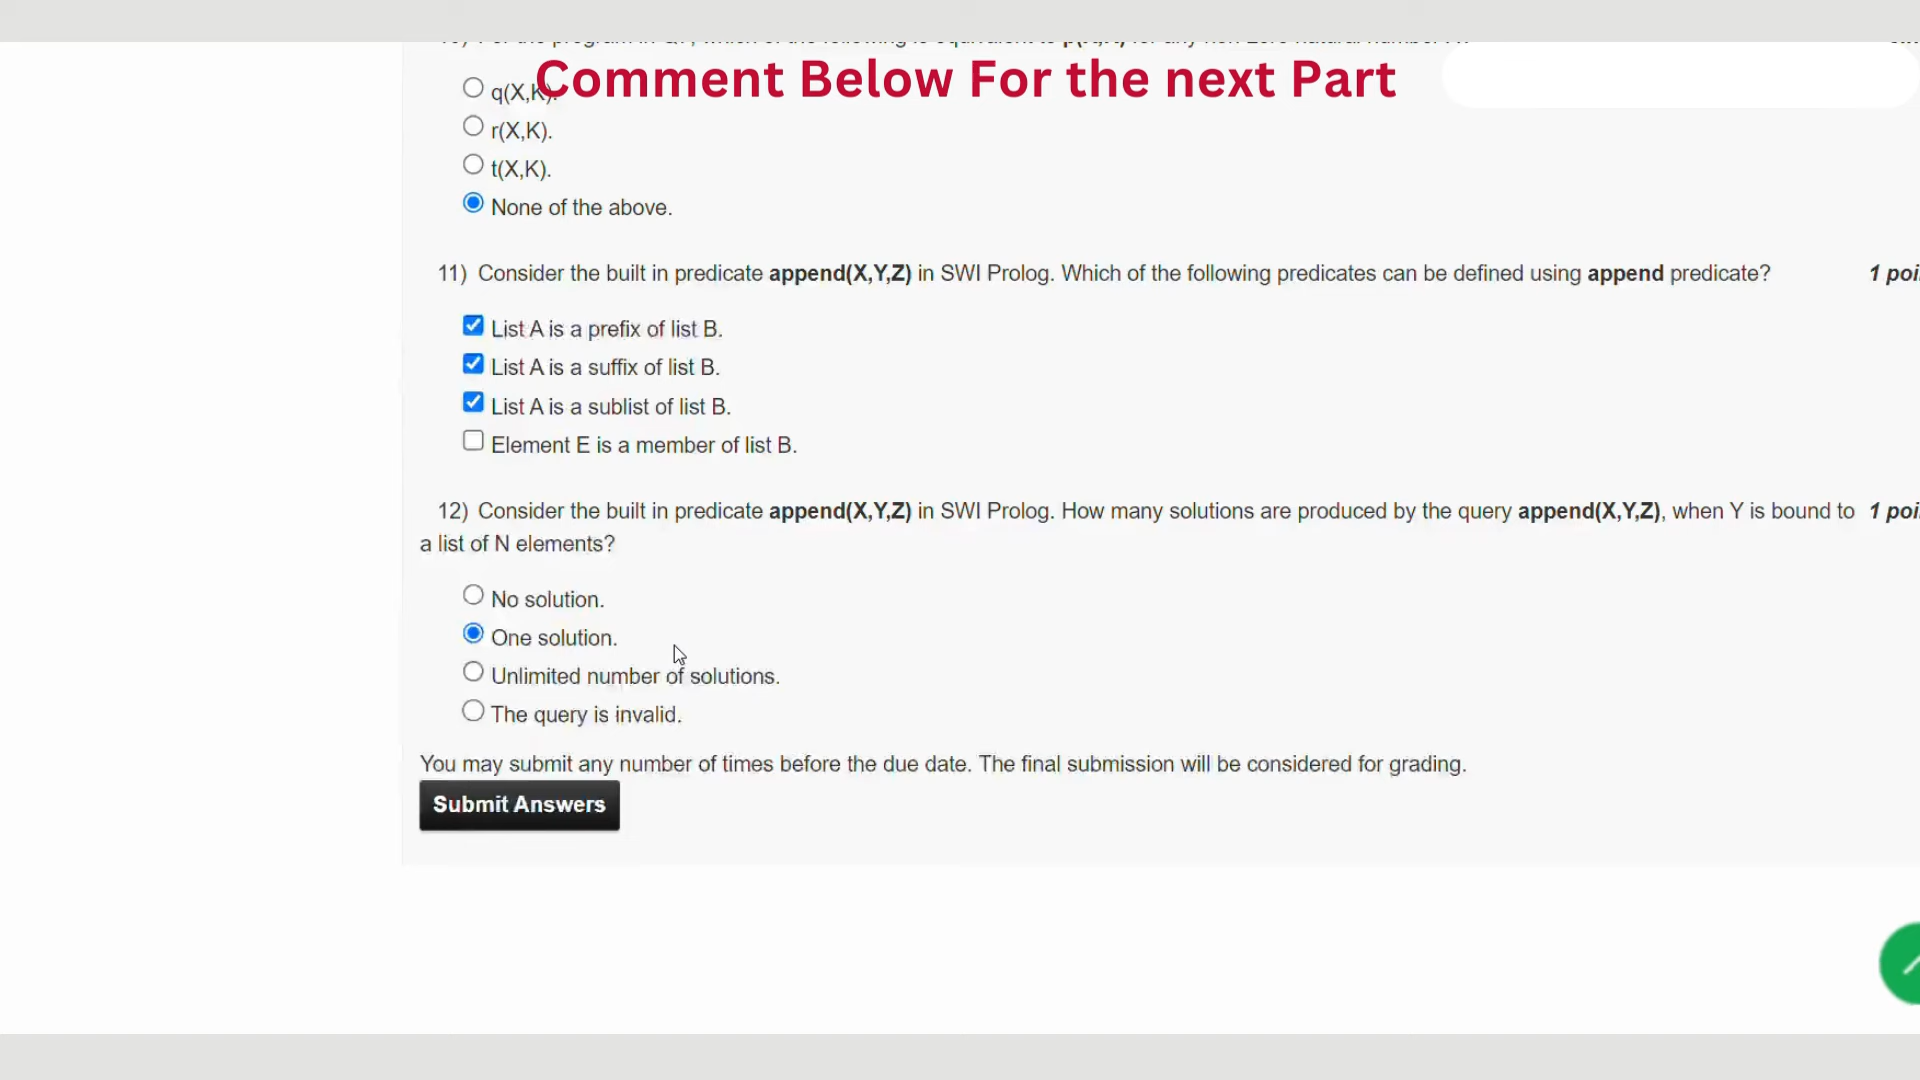 Comment Below For the next Part
q(X,K).
r(X,K).
t(X,K).
None of the above.
11) Consider the built in predicate append(X,Y,Z) in SWI Prolog. Which of the following predicates can be defined using append predicate? 1 poi
List A is a prefix of list B.
List A is a suffix of list B.
List A is a sublist of list B.
Element E is a member of list B.
12) Consider the built in predicate append(X,Y,Z) in SWI Prolog. How many solutions are produced by the query append(X,Y,Z), when Y is bound to 1 poi
a list of N elements?
No solution.
One solution.
Unlimited number of solutions.
The query is invalid.
You may submit any number of times before the due date. The final submission will be considered for grading.
Submit Answers